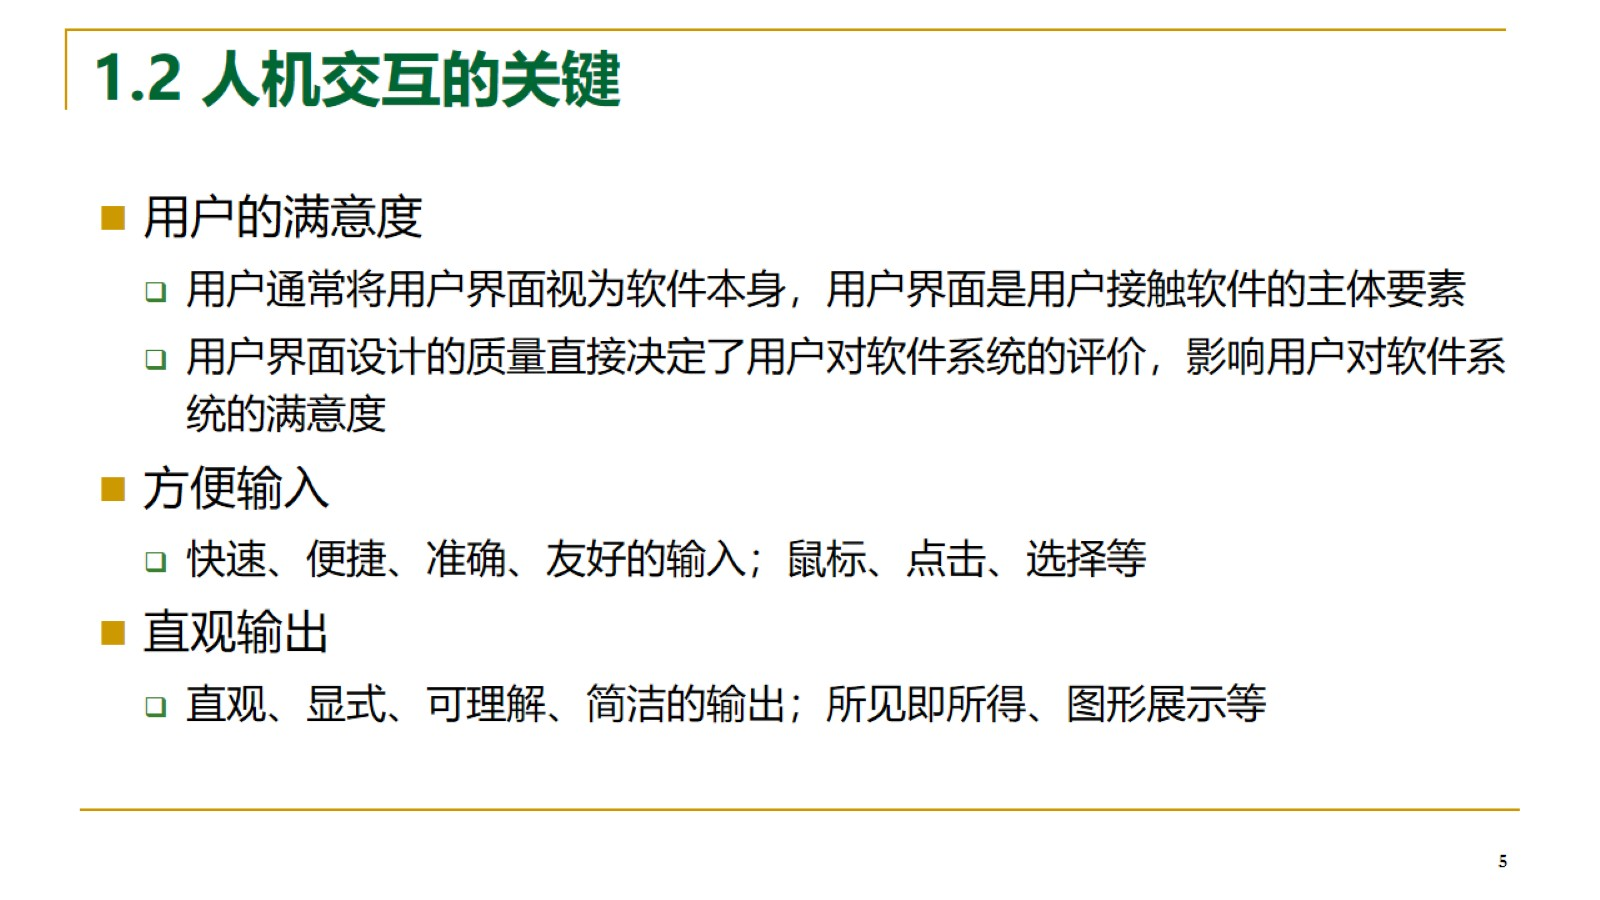 1.2 人机交互的关键
用户的满意度
用户通常将用户界面视为软件本身，用户界面是用户接触软件的主体要素
用户界面设计的质量直接决定了用户对软件系统的评价，影响用户对软件系
统的满意度
方便输入
快速、便捷、准确、友好的输入；鼠标、点击、选择等
直观输出
直观、显式、可理解、简洁的输出；所见即所得、图形展示等
5